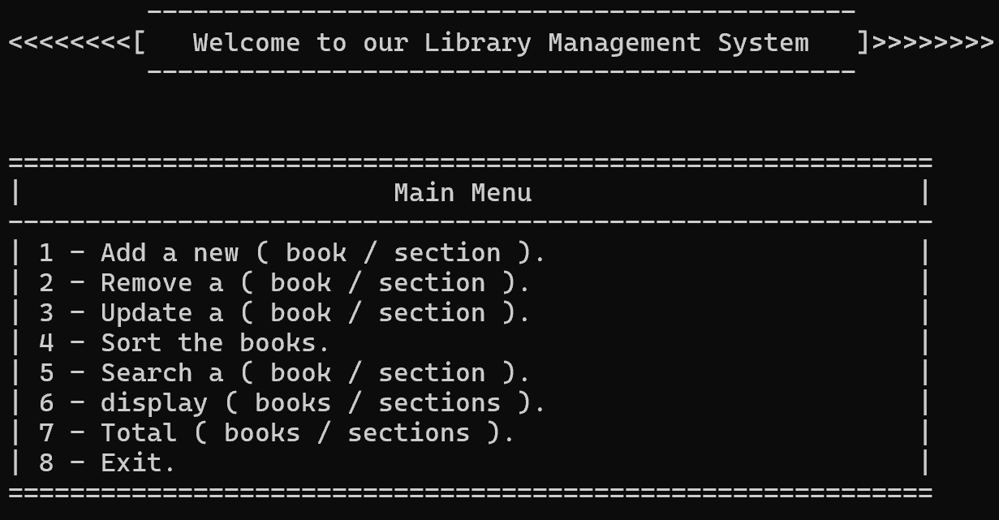 ----------------------------------------------
<<<<<<<<[   Welcome to our Library Management System   ]>>>>>>>>
----------------------------------------------
============================================================
|                        Main Menu                         |
------------------------------------------------------------
| 1 - Add a new ( book / section ).                        |
| 2 - Remove a ( book / section ).                         |
| 3 - Update a ( book / section ).                         |
| 4 - Sort the books.                                      |
| 5 - Search a ( book / section ).                         |
| 6 - display ( books / sections ).                        |
| 7 - Total ( books / sections ).                          |
| 8 - Exit.                                                |
============================================================